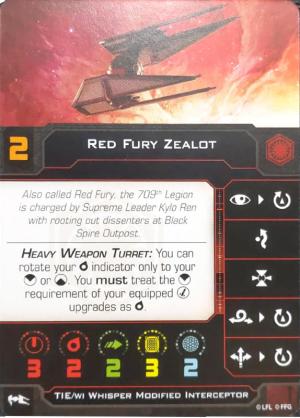 2 RED FURY ZEALOT
Also called Red Fury, the 709th Legion
is charged by Supreme Leader Kylo Ren
with rooting out dissenters at Black
Spire Outpost.
HEAVY WEAPON TURRET: You can
rotate your indicator only to your
or . You must treat the
requirement of your equipped
upgrades as .
3 2 2 3 2
TIE/WI WHISPER MODIFIED INTERCEPTOR
©LFL ©FFG